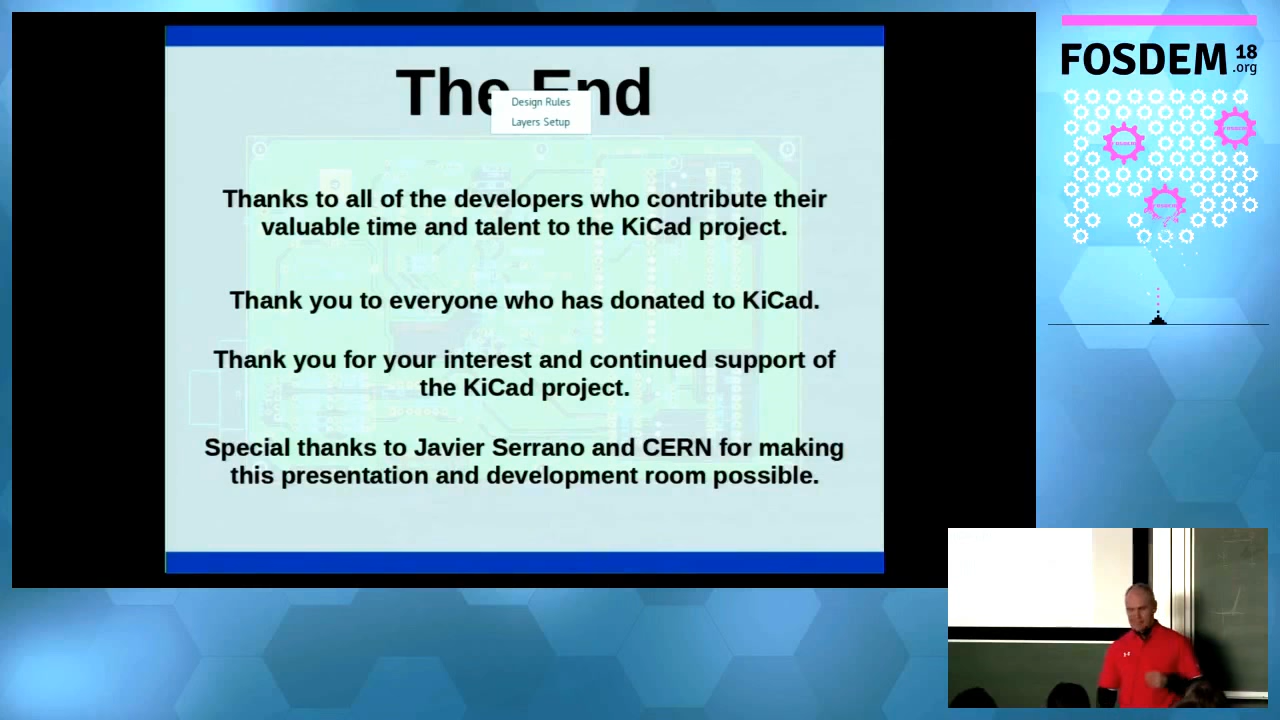 The End
Design Rules
Layers Setup
Thanks to all of the developers who contribute their
valuable time and talent to the KiCad project.
Thank you to everyone who has donated to KiCad.
Thank you for your interest and continued support of
the KiCad project.
Special thanks to Javier Serrano and CERN for making
this presentation and development room possible.
FOSDEM 18
.org